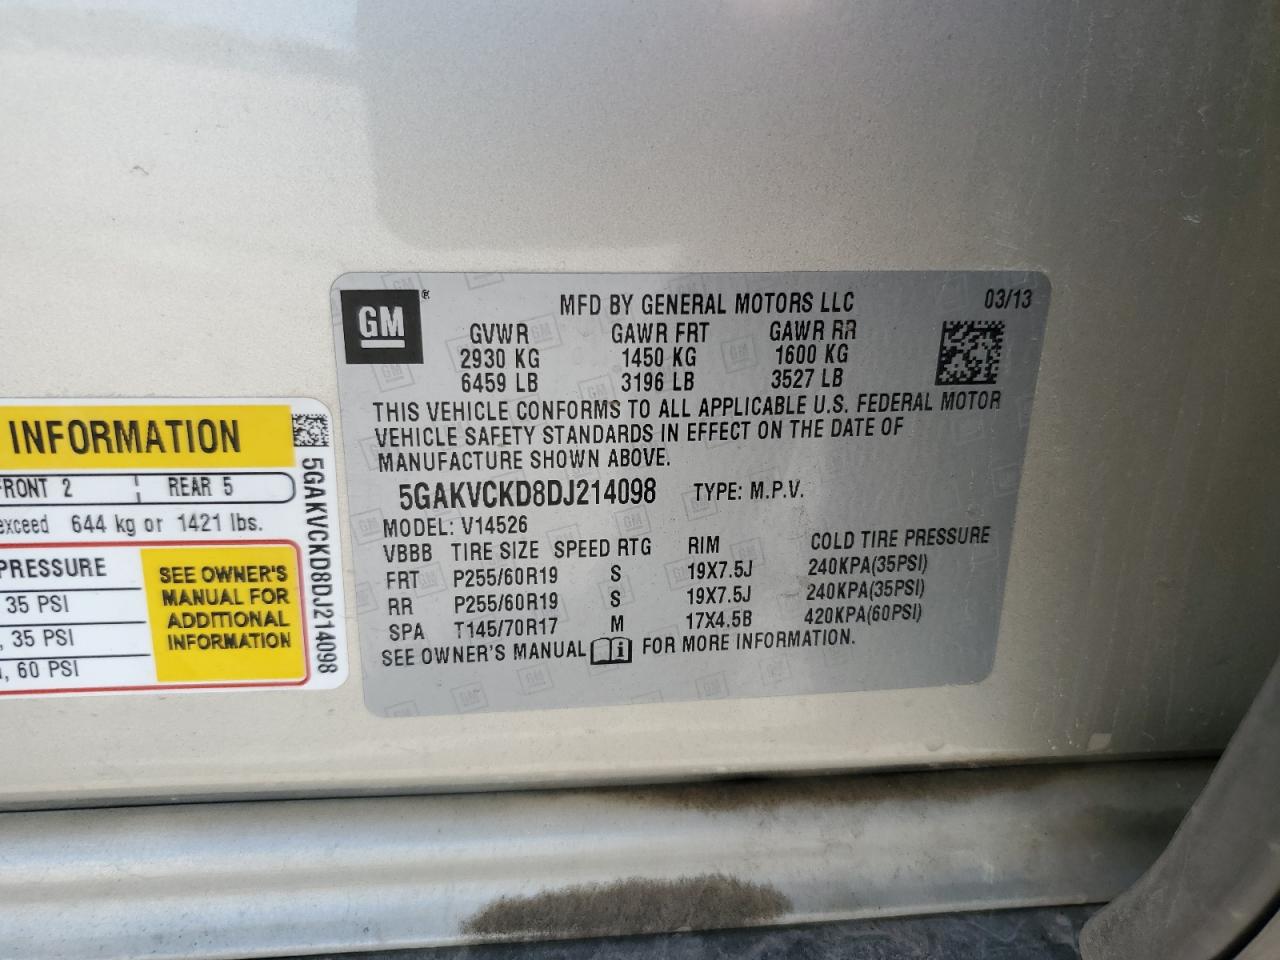 GM®
MFD BY GENERAL MOTORS LLC 03/13
GVWR GAWR FRT GAWR RR
2930 KG 1450 KG 1600 KG
6459 LB 3196 LB 3527 LB
THIS VEHICLE CONFORMS TO ALL APPLICABLE U.S. FEDERAL MOTOR
VEHICLE SAFETY STANDARDS IN EFFECT ON THE DATE OF
MANUFACTURE SHOWN ABOVE.
5GAKVCKD8DJ214098 TYPE: M.P.V.
MODEL: V14526
VBBB TIRE SIZE SPEED RTG RIM COLD TIRE PRESSURE
FRT P255/60R19 S 19X7.5J 240KPA(35PSI)
RR P255/60R19 S 19X7.5J 240KPA(35PSI)
SPA T145/70R17 M 17X4.5B 420KPA(60PSI)
SEE OWNER'S MANUAL FOR MORE INFORMATION.
INFORMATION
FRONT 2 REAR 5
exceed 644 kg or 1421 lbs.
PRESSURE
35 PSI
, 35 PSI
, 60 PSI
SEE OWNER'S
MANUAL FOR
ADDITIONAL
INFORMATION
5GAKVCKD8DJ214098